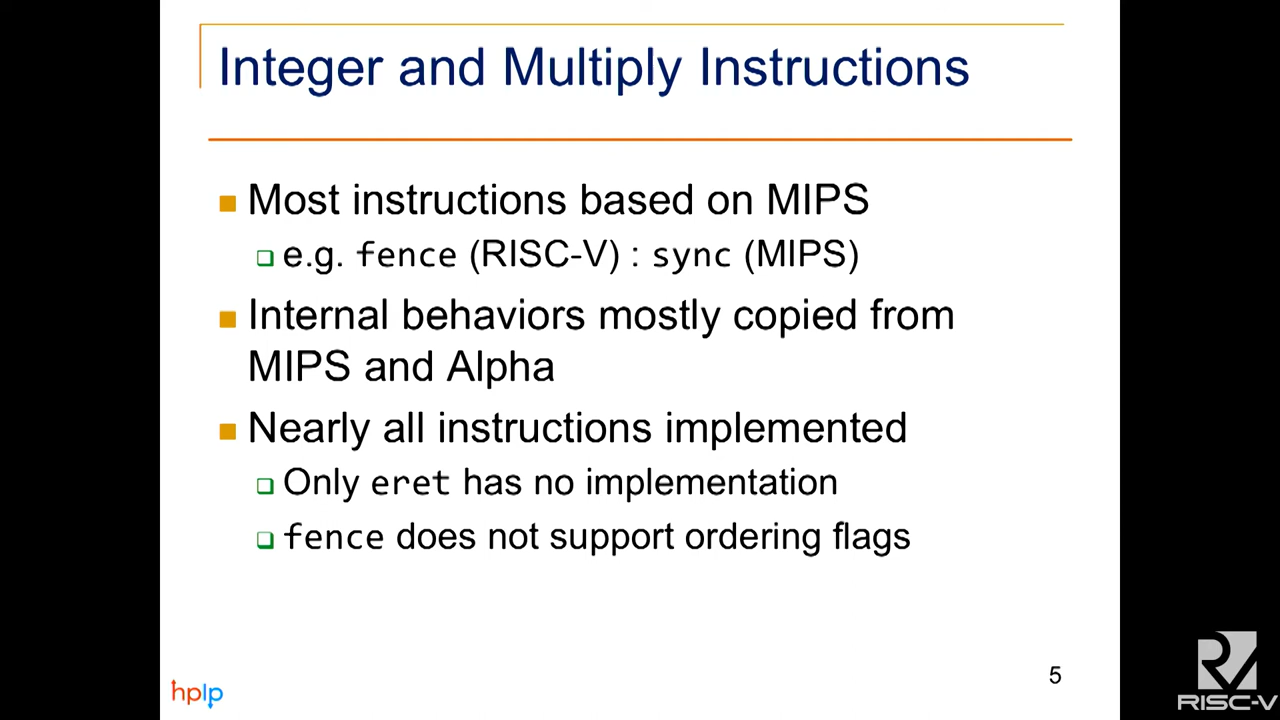 Integer and Multiply Instructions
Most instructions based on MIPS
e.g. fence (RISC-V) : sync (MIPS)
Internal behaviors mostly copied from
MIPS and Alpha
Nearly all instructions implemented
Only eret has no implementation
fence does not support ordering flags
5
hplp
RISC-V